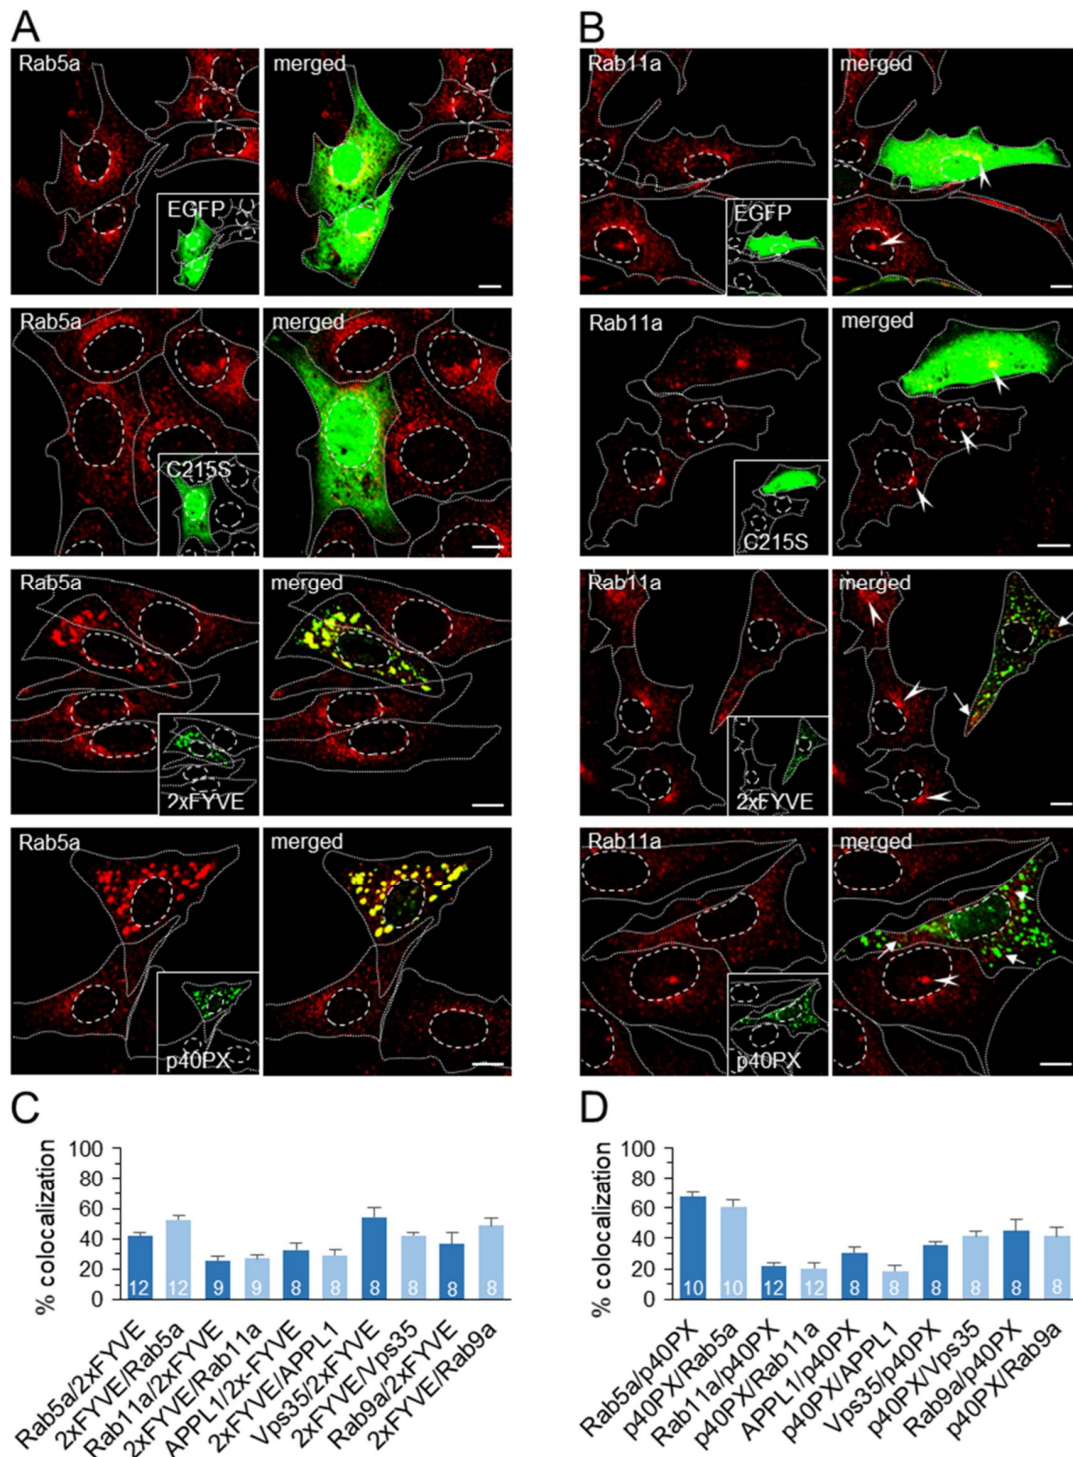 A
B
Rab5a
merged
EGFP
Rab11a
merged
EGFP
Rab5a
merged
C215S
Rab11a
merged
C215S
Rab5a
merged
2xFYVE
Rab11a
merged
2xFYVE
Rab5a
merged
p40PX
Rab11a
merged
p40PX
C
% colocalization
100
80
60
40
20
0
12
12
9
9
8
8
8
8
8
8
Rab5a/2xFYVE
2xFYVE/Rab5a
Rab11a/2xFYVE
2xFYVE/Rab11a
APPL1/2x-FYVE
2xFYVE/APPL1
Vps35/2xFYVE
2xFYVE/Vps35
Rab9a/2xFYVE
2xFYVE/Rab9a
D
% colocalization
100
80
60
40
20
0
10
10
12
12
8
8
8
8
8
8
Rab5a/p40PX
p40PX/Rab5a
Rab11a/p40PX
p40PX/Rab11a
APPL1/p40PX
p40PX/APPL1
Vps35/p40PX
p40PX/Vps35
Rab9a/p40PX
p40PX/Rab9a